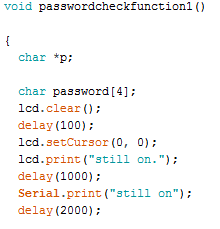 void passwordcheckfunction1()
{
char *p;
char password[4];
lcd.clear();
delay(100);
lcd.setCursor(0, 0);
lcd.print("still on.");
delay(1000);
Serial.print("still on");
delay(2000);